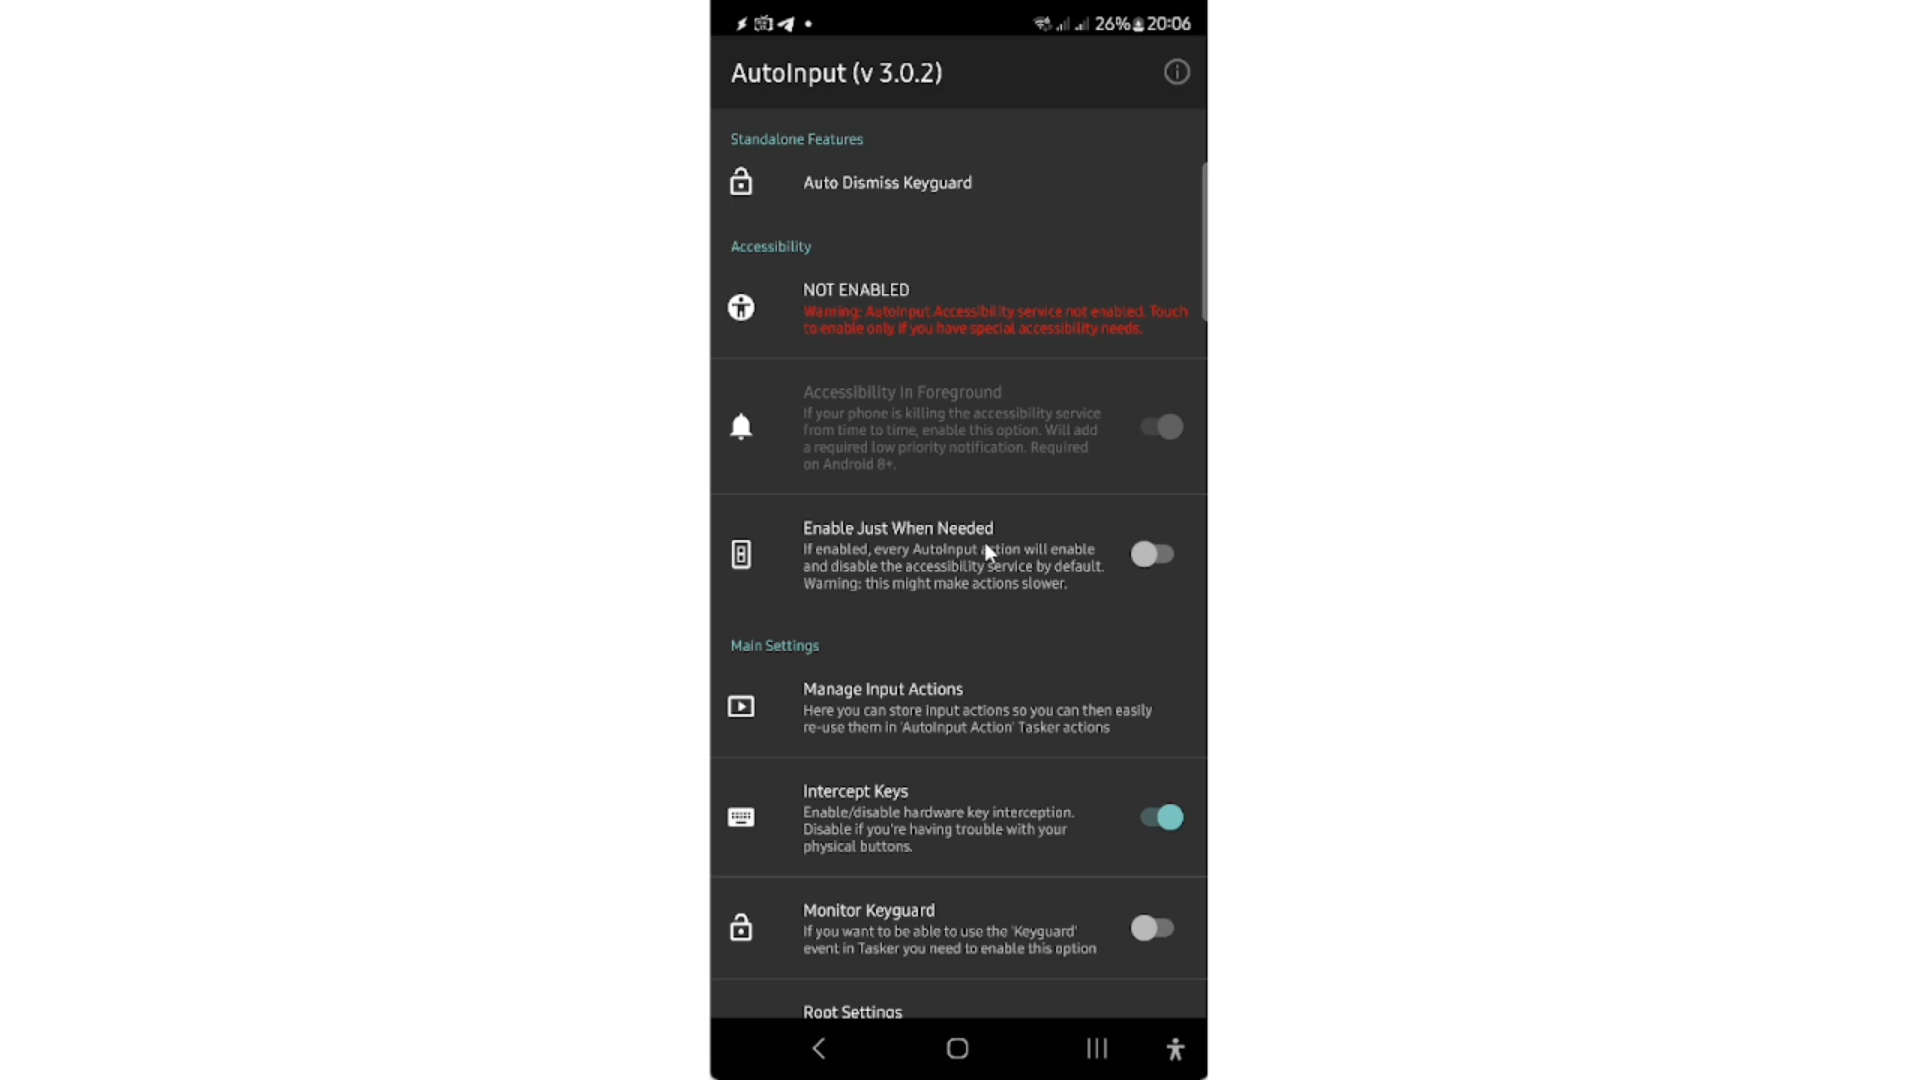 26% 20:06
AutoInput (v 3.0.2)
Standalone Features
Auto Dismiss Keyguard
Accessibility
NOT ENABLED
Warning: AutoInput Accessibility service not enabled. Touch
to enable only if you have special accessibility needs.
Accessibility In Foreground
If your phone is killing the accessibility service
from time to time, enable this option. Will add
a required low priority notification. Required
on Android 8+.
Enable Just When Needed
If enabled, every AutoInput action will enable
and disable the accessibility service by default.
Warning: this might make actions slower.
Main Settings
Manage Input Actions
Here you can store input actions so you can then easily
re-use them in 'AutoInput Action' Tasker actions
Intercept Keys
Enable/disable hardware key interception.
Disable if you're having trouble with your
physical buttons.
Monitor Keyguard
If you want to be able to use the 'Keyguard'
event in Tasker you need to enable this option
Root Settings